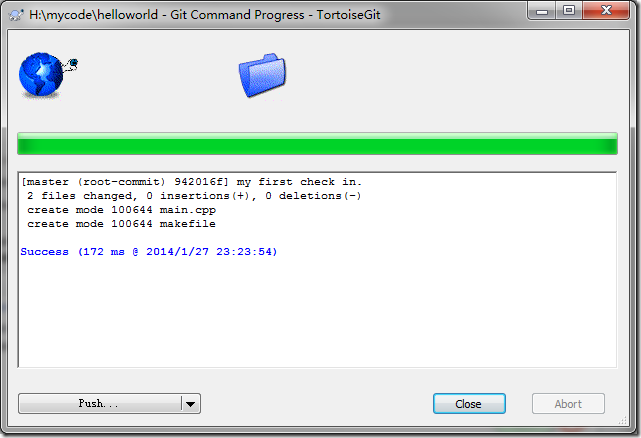 H:\mycode\helloworld - Git Command Progress - TortoiseGit
[master (root-commit) 942016f] my first check in.
 2 files changed, 0 insertions(+), 0 deletions(-)
 create mode 100644 main.cpp
 create mode 100644 makefile
Success (172 ms @ 2014/1/27 23:23:54)
Push...
Close
Abort